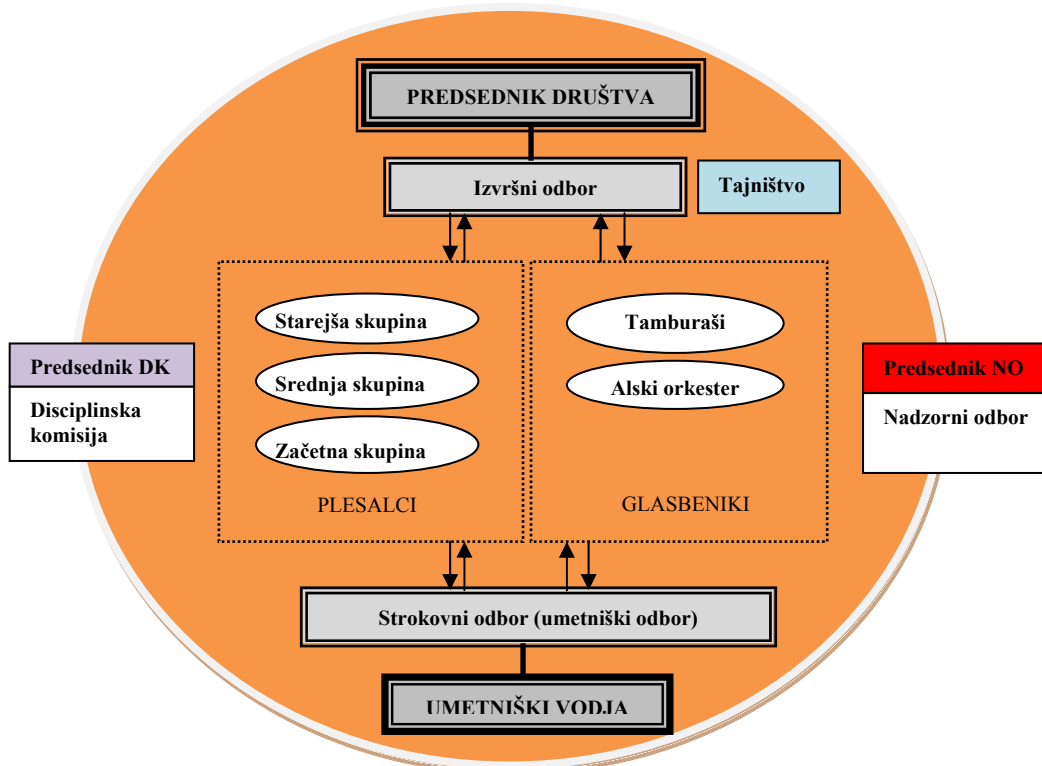 PREDSEDNIK DRUŠTVA
Izvršni odbor
Tajništvo
Starejša skupina
Srednja skupina
Začetna skupina
PLESALCI
Tamburaši
Alski orkester
GLASBENIKI
Predsednik DK
Disciplinska
komisija
Predsednik NO
Nadzorni odbor
Strokovni odbor (umetniški odbor)
UMETNIŠKI VODJA